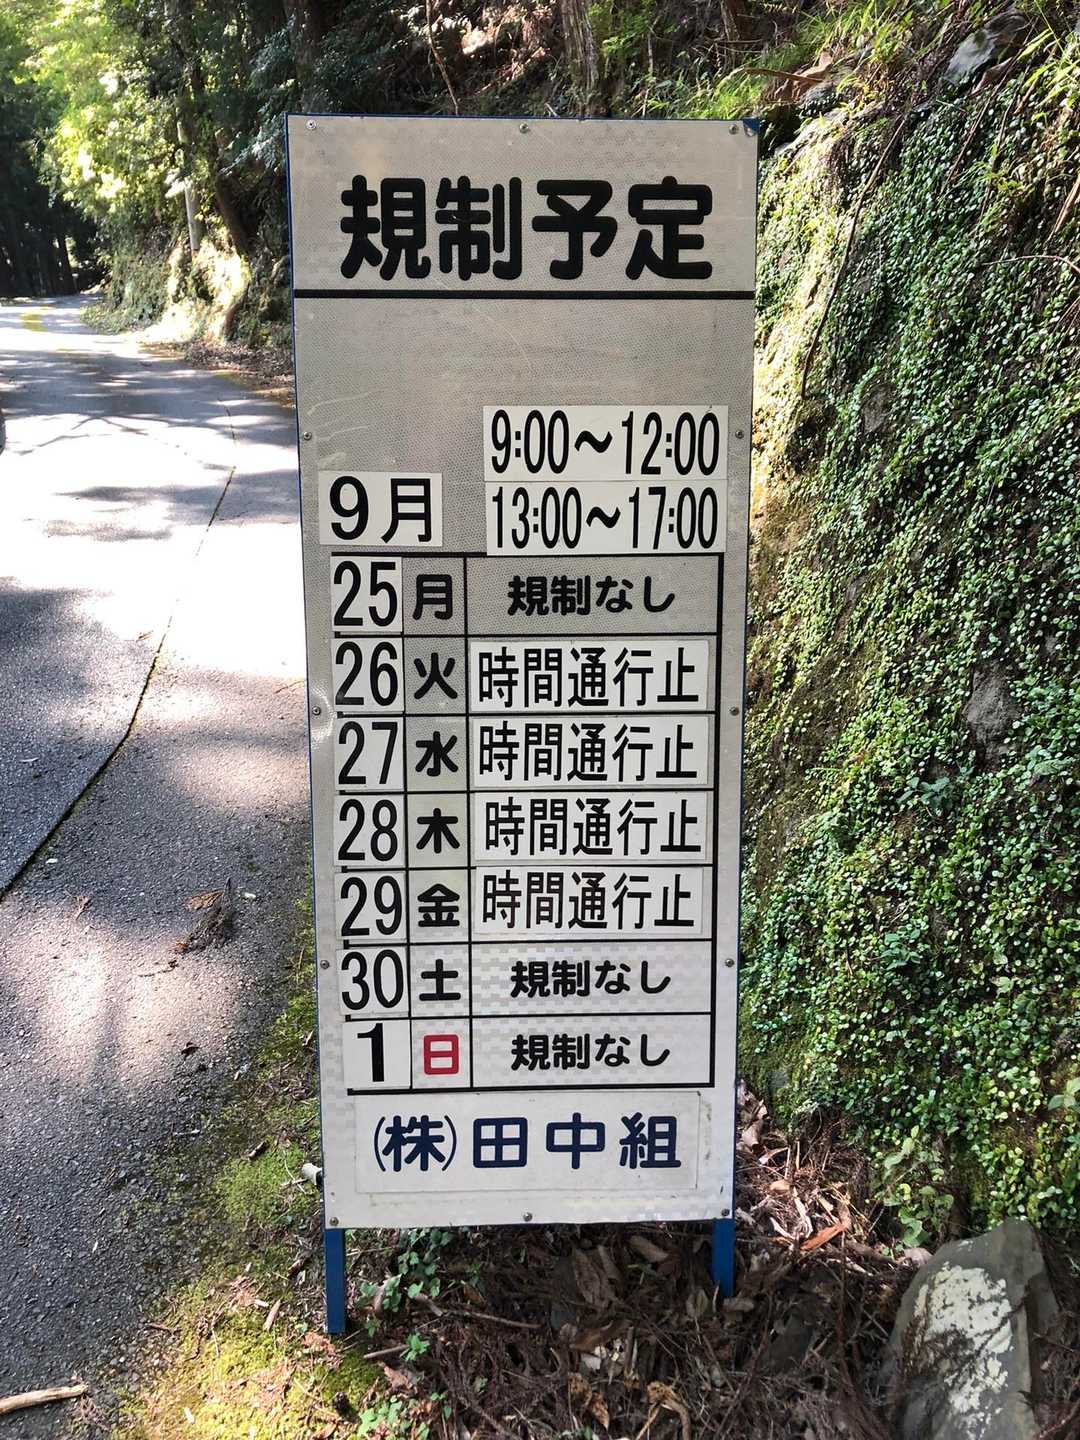 規制予定
9:00～12:00
9月 13:00～17:00
25 月 規制なし
26 火 時間通行止
27 水 時間通行止
28 木 時間通行止
29 金 時間通行止
30 土 規制なし
1 日 規制なし
㈱田中組